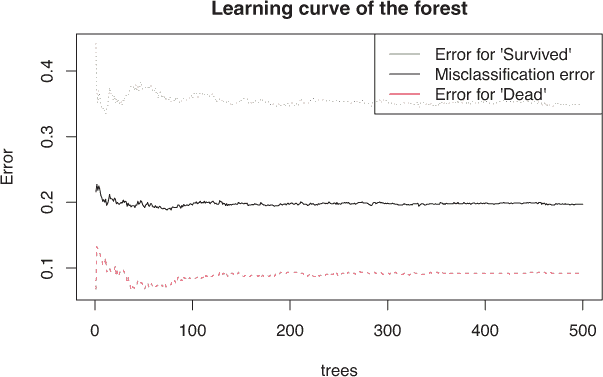 Learning curve of the forest
Error for 'Survived'
Misclassification error
Error for 'Dead'
Error
0.4
0.3
0.2
0.1
0 100 200 300 400 500
trees